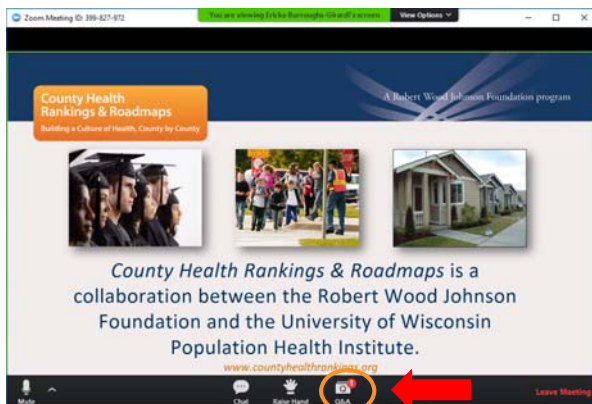 Zoom Meeting ID: 399-827-972
You are viewing Ericka Burroughs-Girardi's screen
View Options
County Health
Rankings & Roadmaps
Building a Culture of Health, County by County
A Robert Wood Johnson Foundation program
County Health Rankings & Roadmaps is a
collaboration between the Robert Wood Johnson
Foundation and the University of Wisconsin
Population Health Institute.
www.countyhealthrankings.org
Mute
Chat
Raise Hand
Q&A
1
Leave Meeting